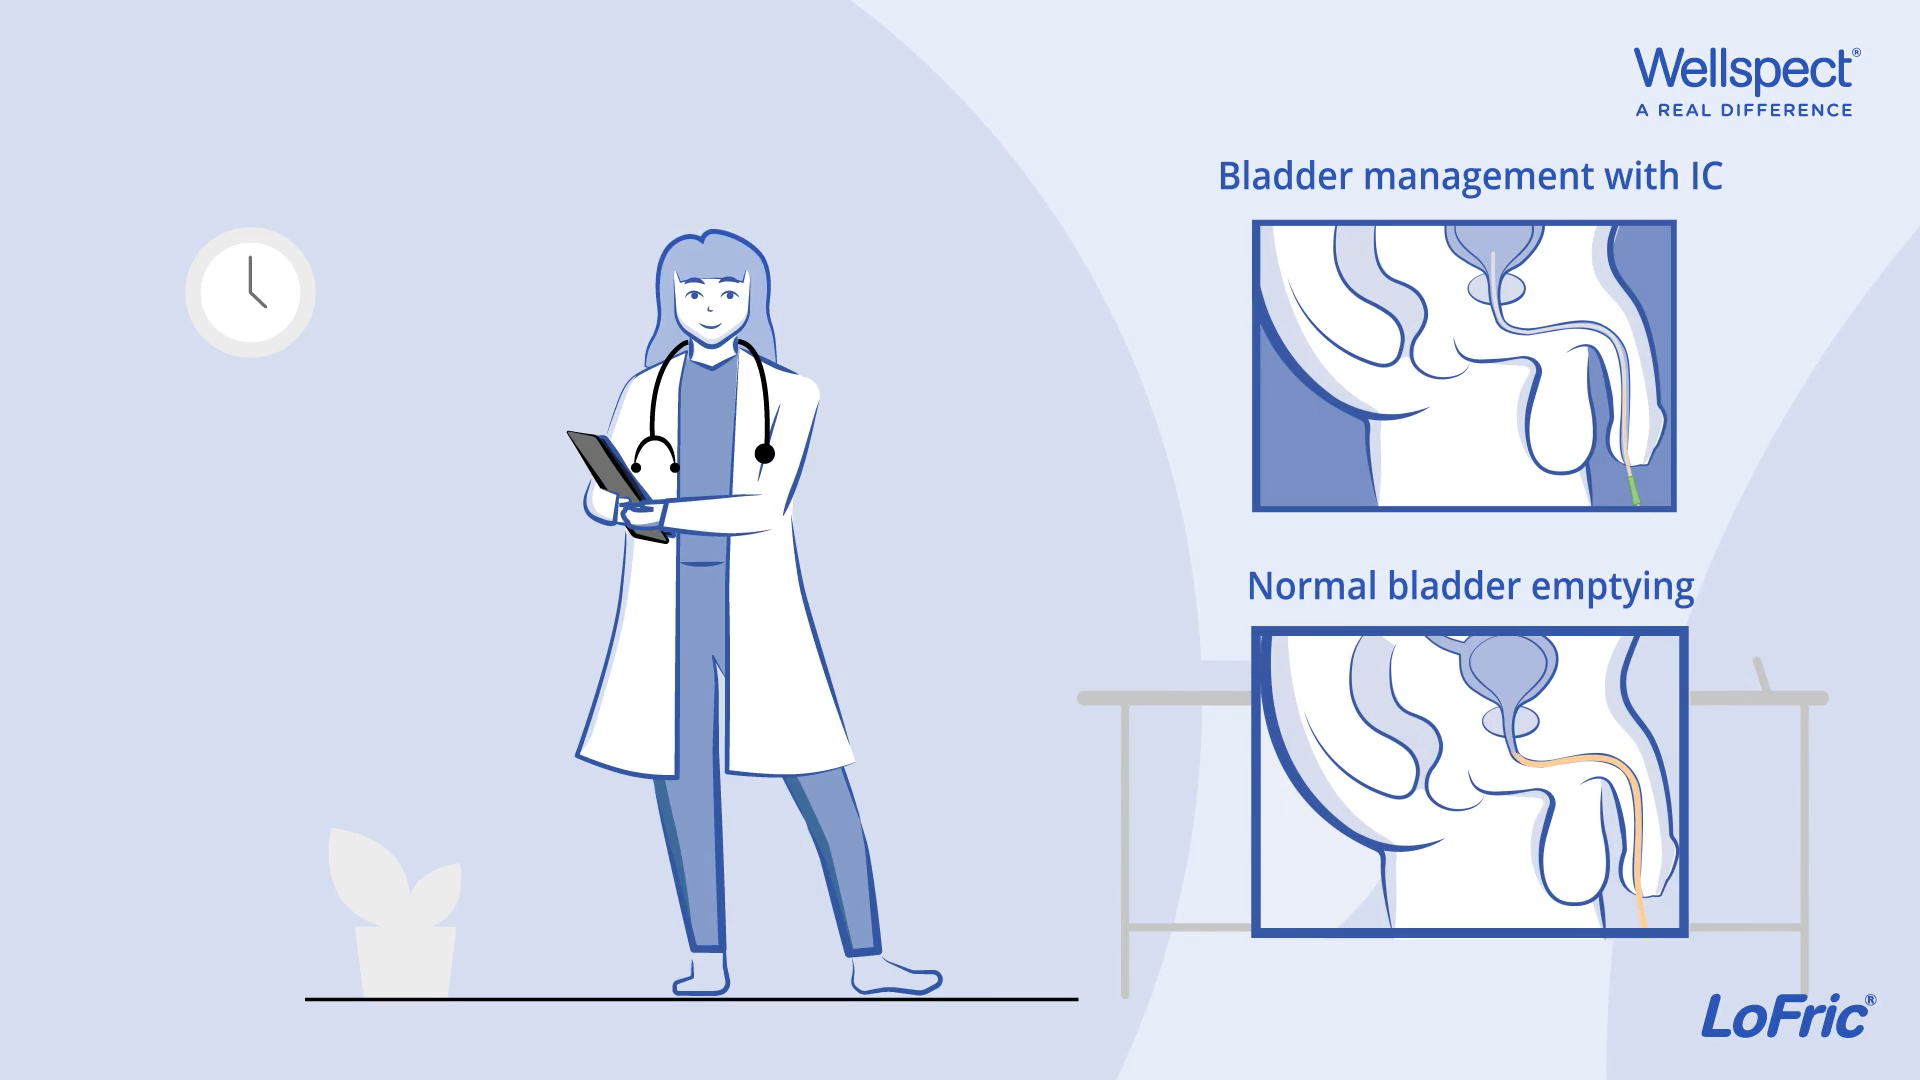 Wellspect®
A REAL DIFFERENCE
Bladder management with IC
Normal bladder emptying
LoFric®